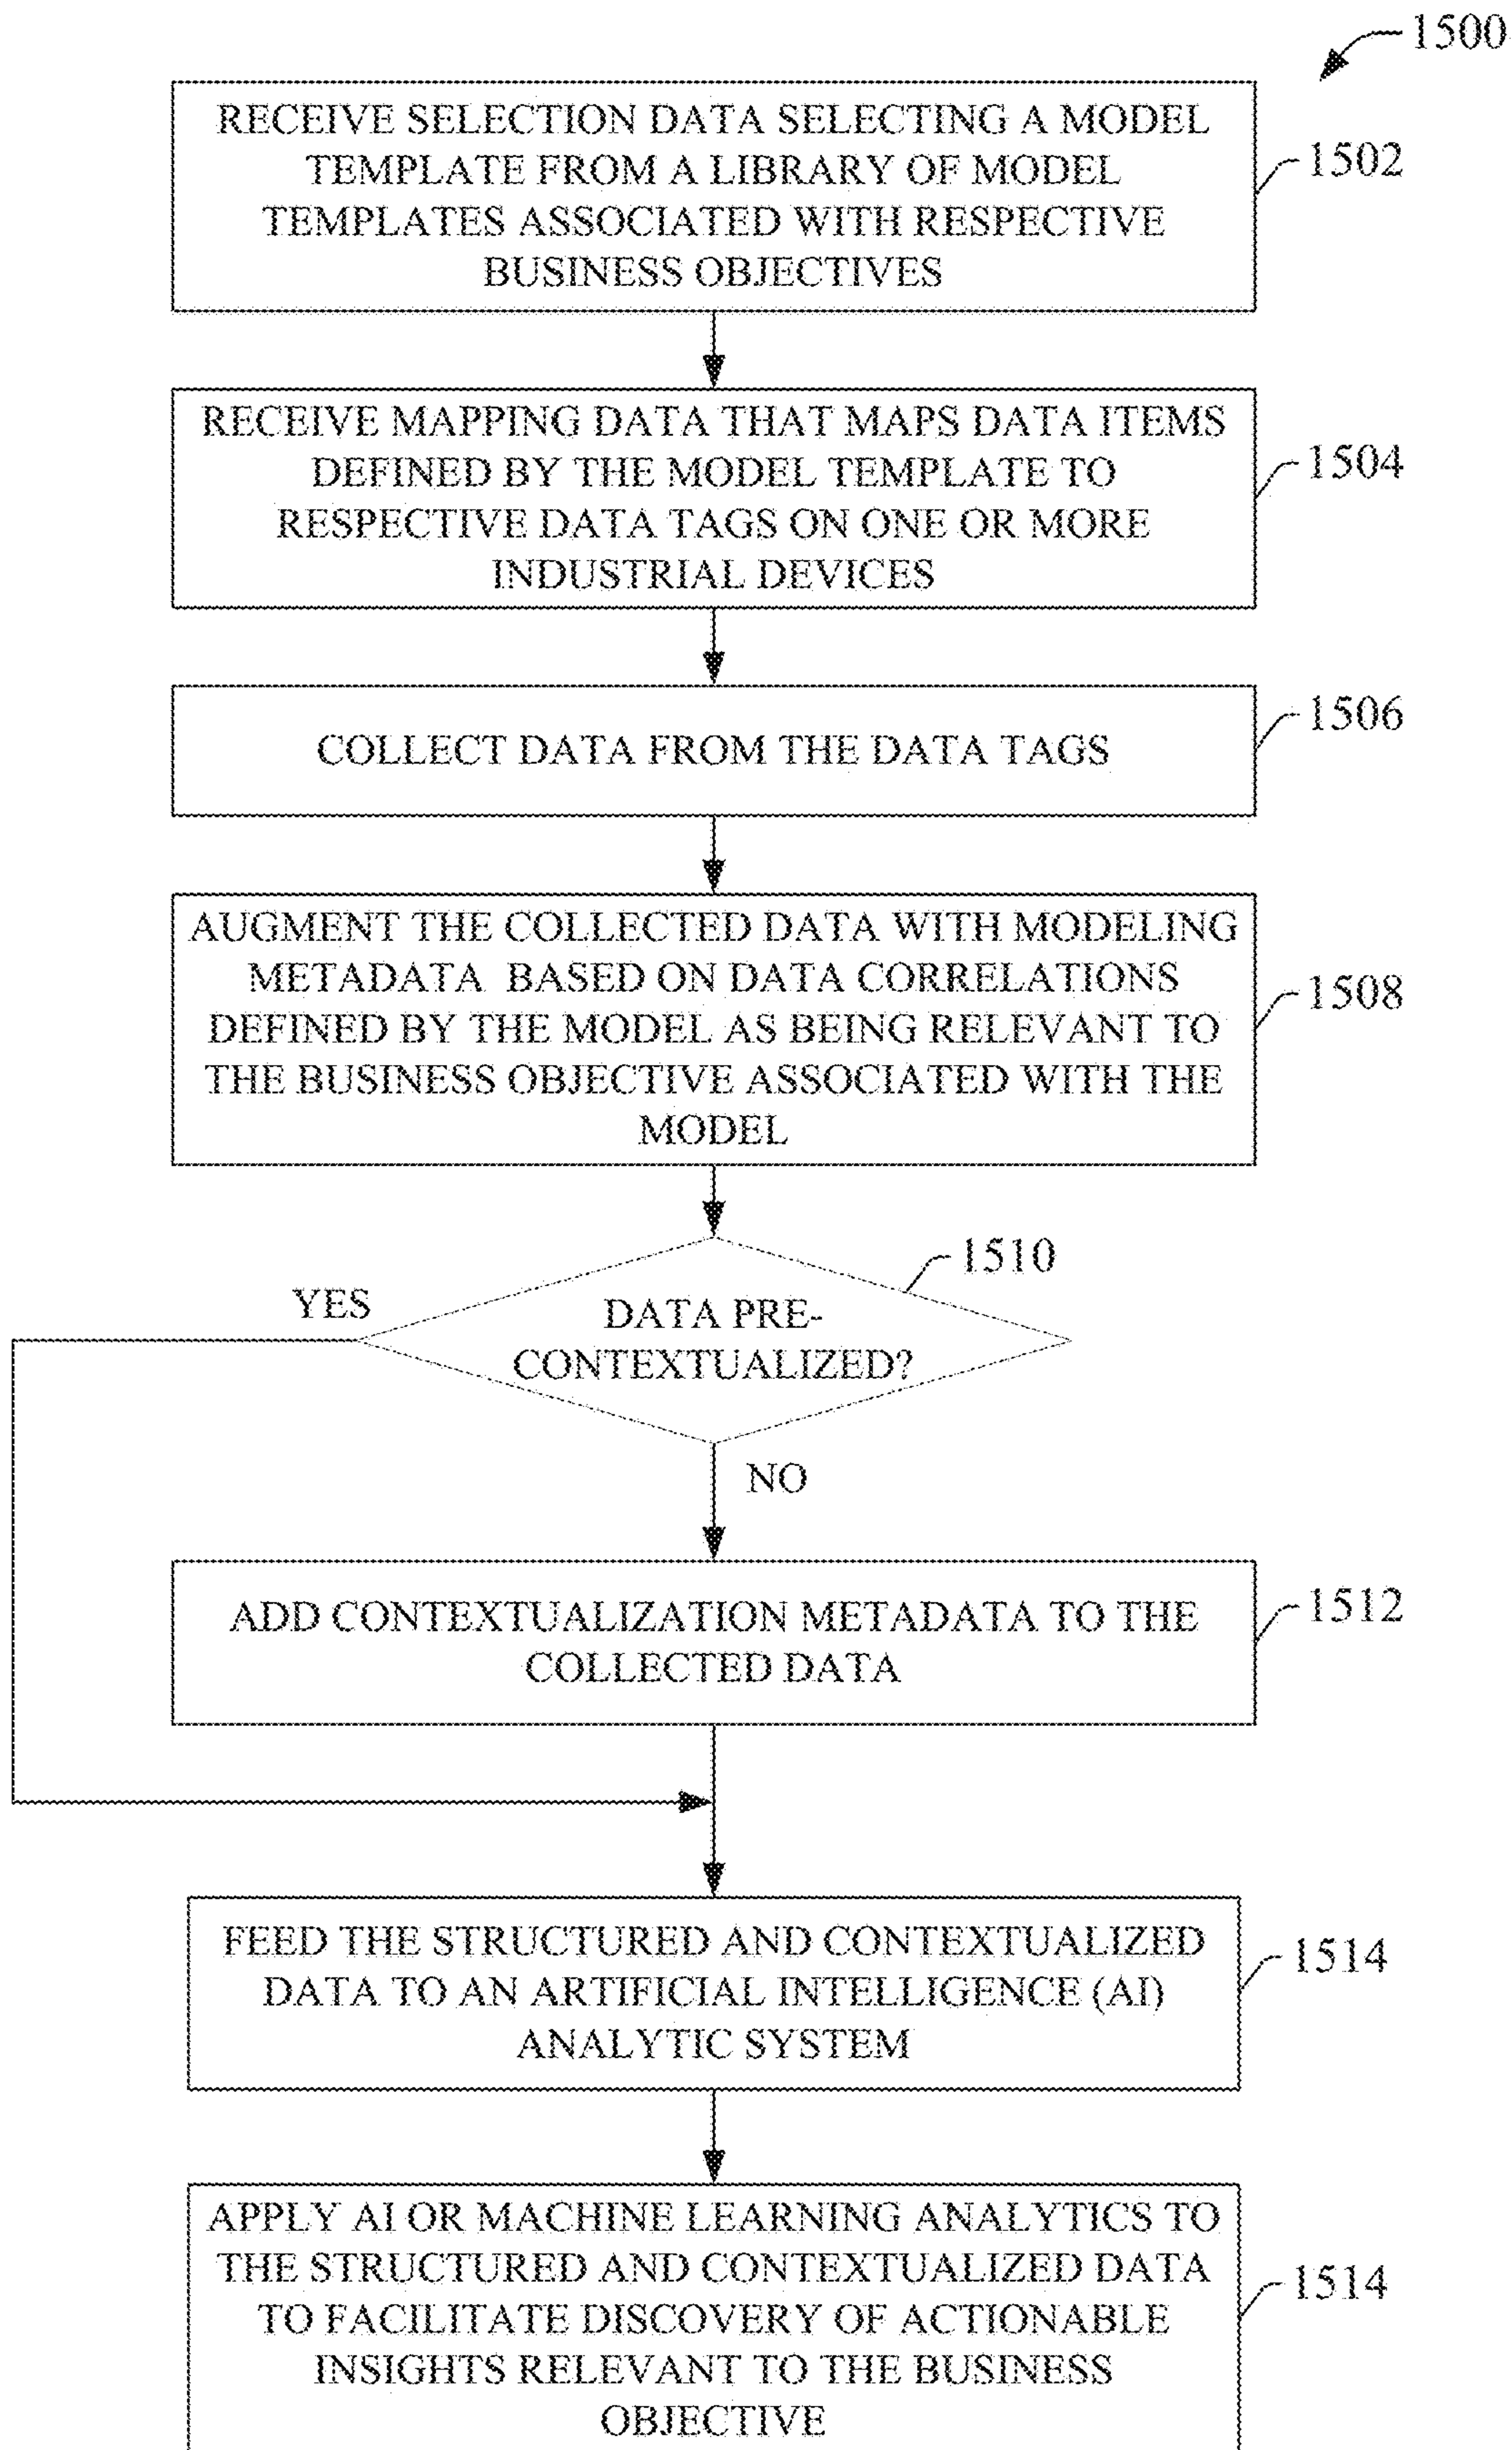 1500
RECEIVE SELECTION DATA SELECTING A MODEL
TEMPLATE FROM A LIBRARY OF MODEL
TEMPLATES ASSOCIATED WITH RESPECTIVE
BUSINESS OBJECTIVES
1502
RECEIVE MAPPING DATA THAT MAPS DATA ITEMS
DEFINED BY THE MODEL TEMPLATE TO
RESPECTIVE DATA TAGS ON ONE OR MORE
INDUSTRIAL DEVICES
1504
COLLECT DATA FROM THE DATA TAGS
1506
AUGMENT THE COLLECTED DATA WITH MODELING
METADATA BASED ON DATA CORRELATIONS
DEFINED BY THE MODEL AS BEING RELEVANT TO
THE BUSINESS OBJECTIVE ASSOCIATED WITH THE
MODEL
1508
1510
YES
DATA PRE-
CONTEXTUALIZED?
NO
ADD CONTEXTUALIZATION METADATA TO THE
COLLECTED DATA
1512
FEED THE STRUCTURED AND CONTEXTUALIZED
DATA TO AN ARTIFICIAL INTELLIGENCE (AI)
ANALYTIC SYSTEM
1514
APPLY AI OR MACHINE LEARNING ANALYTICS TO
THE STRUCTURED AND CONTEXTUALIZED DATA
TO FACILITATE DISCOVERY OF ACTIONABLE
INSIGHTS RELEVANT TO THE BUSINESS
OBJECTIVE
1514